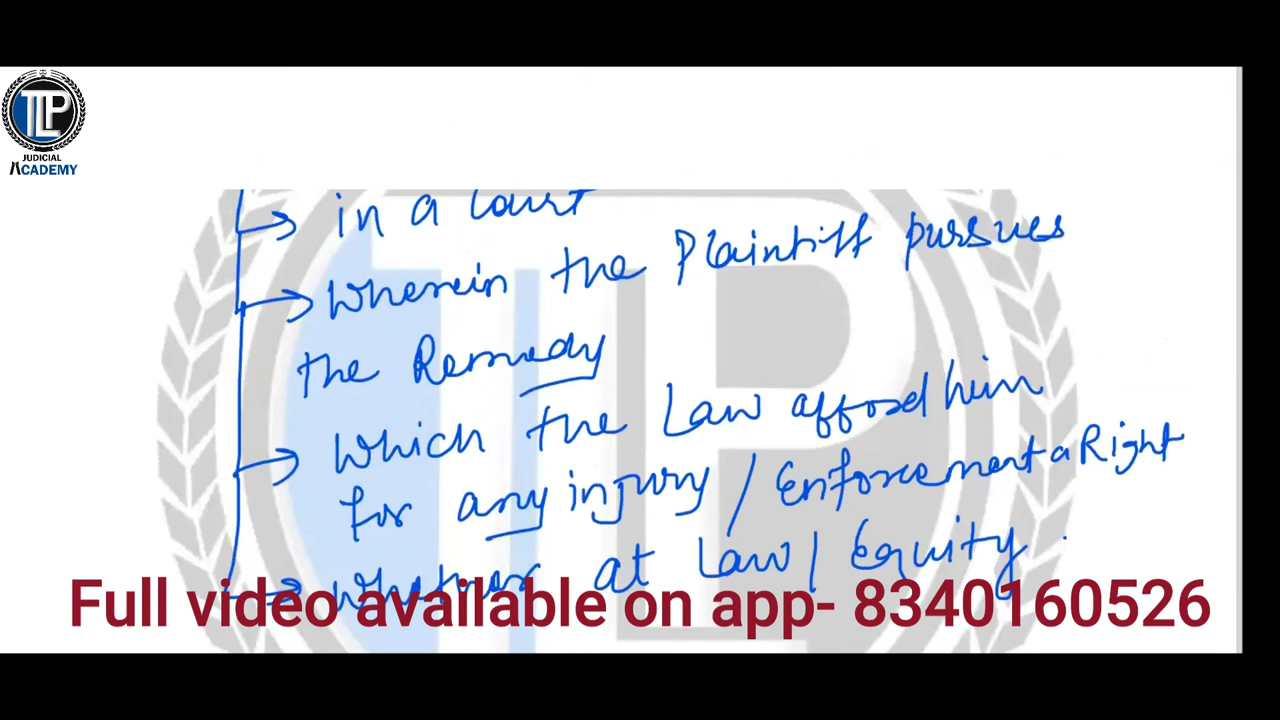 TLP
JUDICIAL
ACADEMY
→ in a Court
→ Wherein the Plaintiff pursues
the Remedy
→ Which the Law afford him
for any injury / Enforcement a Right
→ Whether at Law / Equity.
Full video available on app- 8340160526